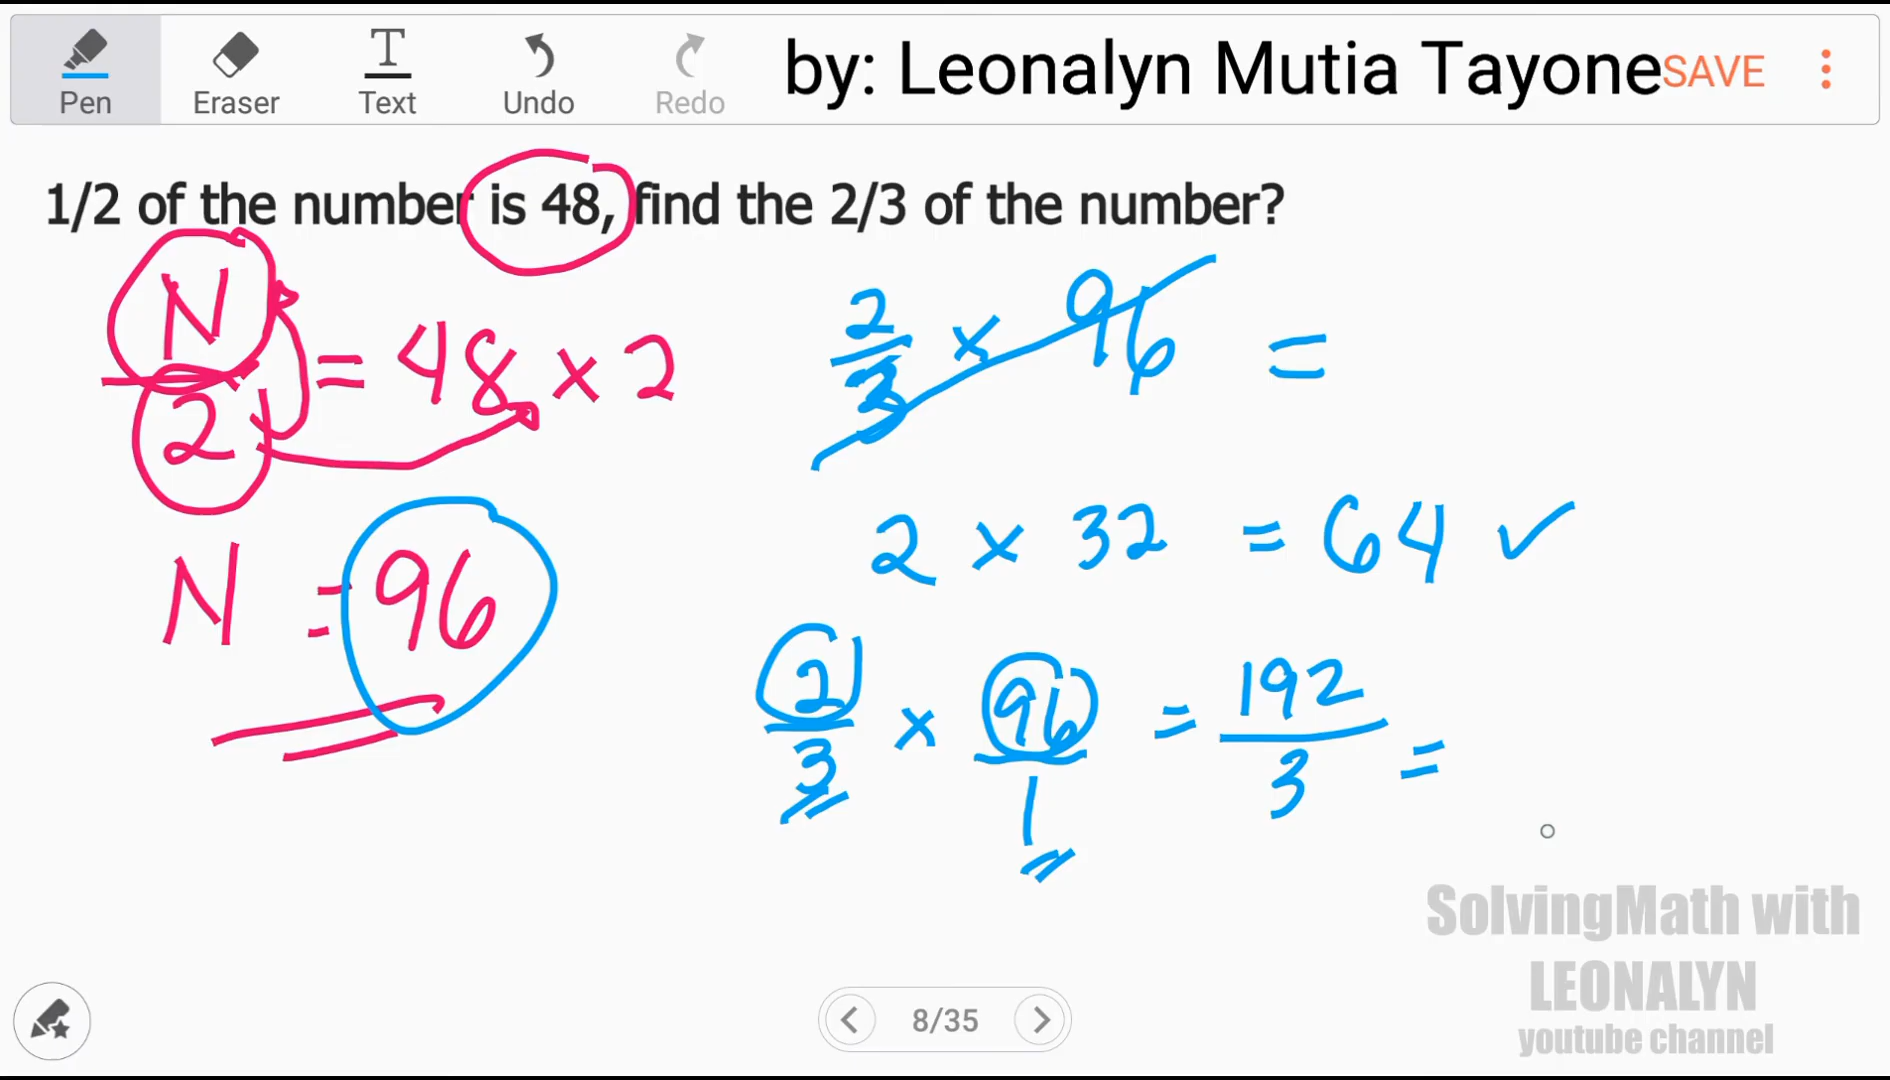 Pen
Eraser
Text
Undo
Redo
by: Leonalyn Mutia Tayone
SAVE
1/2 of the number is 48, find the 2/3 of the number?
N/2 = 48 x 2
N = 96
2/3 x 96 =
2 x 32 = 64 ✓
2/3 x 96/1 = 192/3 =
8/35
SolvingMath with
LEONALYN
youtube channel